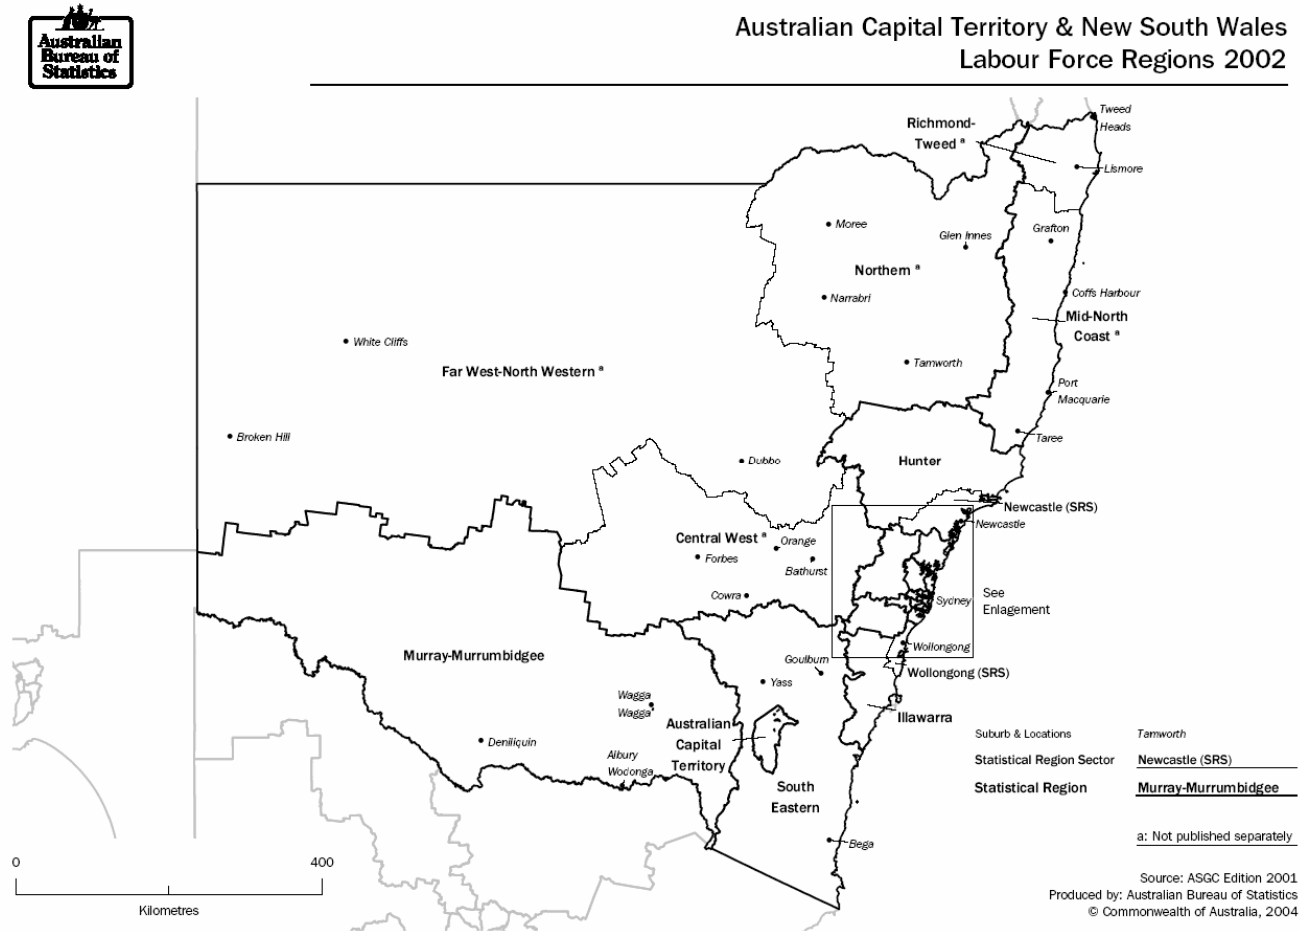 Australian
Bureau of
Statistics
Australian Capital Territory & New South Wales
Labour Force Regions 2002
Tweed
Heads
Richmond-
Tweed a
Lismore
Moree
Glen Innes
Grafton
Northern a
Narrabri
Coffs Harbour
Mid-North
Coast a
White Cliffs
Far West-North Western a
Tamworth
Port
Macquarie
Broken Hill
Taree
Dubbo
Hunter
Newcastle (SRS)
Newcastle
Central West a
Orange
Forbes
Bathurst
Cowra
Sydney
See
Enlagement
Murray-Murrumbidgee
Wollongong
Goulburn
Wollongong (SRS)
Yass
Wagga
Wagga
Illawarra
Australian
Capital
Territory
Deniliquin
Albury
Wodonga
South
Eastern
Bega
Suburb & Locations Tamworth
Statistical Region Sector Newcastle (SRS)
Statistical Region Murray-Murrumbidgee
a: Not published separately
0 400
Kilometres
Source: ASGC Edition 2001
Produced by: Australian Bureau of Statistics
© Commonwealth of Australia, 2004